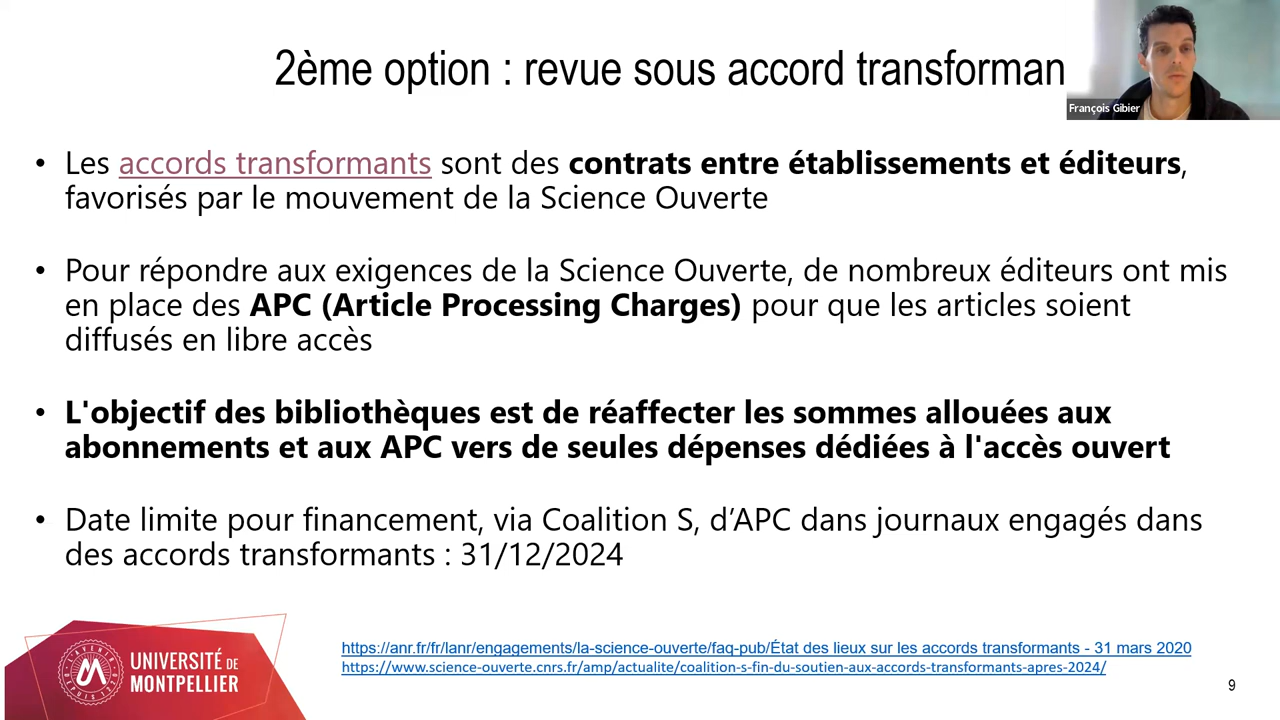 2ème option : revue sous accord transforman
François Gibier
• Les accords transformants sont des contrats entre établissements et éditeurs,
favorisés par le mouvement de la Science Ouverte
• Pour répondre aux exigences de la Science Ouverte, de nombreux éditeurs ont mis
en place des APC (Article Processing Charges) pour que les articles soient
diffusés en libre accès
• L'objectif des bibliothèques est de réaffecter les sommes allouées aux
abonnements et aux APC vers de seules dépenses dédiées à l'accès ouvert
• Date limite pour financement, via Coalition S, d’APC dans journaux engagés dans
des accords transformants : 31/12/2024
https://anr.fr/fr/lanr/engagements/la-science-ouverte/faq-pub/État des lieux sur les accords transformants - 31 mars 2020
https://www.science-ouverte.cnrs.fr/amp/actualite/coalition-s-fin-du-soutien-aux-accords-transformants-apres-2024/
UNIVERSITÉ DE
MONTPELLIER
9